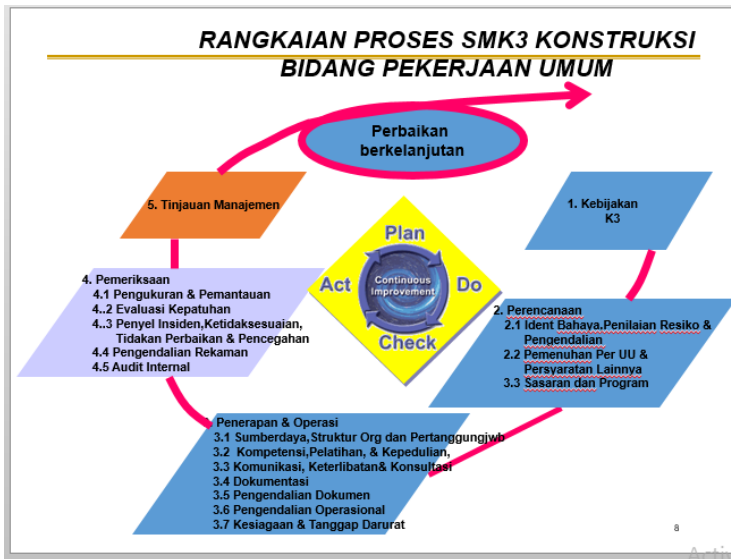 RANGKAIAN PROSES SMK3 KONSTRUKSI
BIDANG PEKERJAAN UMUM
Perbaikan
berkelanjutan
5. Tinjauan Manajemen
1. Kebijakan
K3
Plan
Act
Continuous
Improvement
Do
Check
4. Pemeriksaan
4.1 Pengukuran & Pemantauan
4..2 Evaluasi Kepatuhan
4..3 Penyel Insiden,Ketidaksesuaian,
Tidakan Perbaikan & Pencegahan
4.4 Pengendalian Rekaman
4.5 Audit Internal
2. Perencanaan
2.1 Ident Bahaya,Penilaian Resiko &
Pengendalian
2.2 Pemenuhan Per UU &
Persyaratan Lainnya
3.3 Sasaran dan Program
Penerapan & Operasi
3.1 Sumberdaya,Struktur Org dan Pertanggungjwb
3.2 Kompetensi,Pelatihan, & Kepedulian,
3.3 Komunikasi, Keterlibatan& Konsultasi
3.4 Dokumentasi
3.5 Pengendalian Dokumen
3.6 Pengendalian Operasional
3.7 Kesiagaan & Tanggap Darurat
8